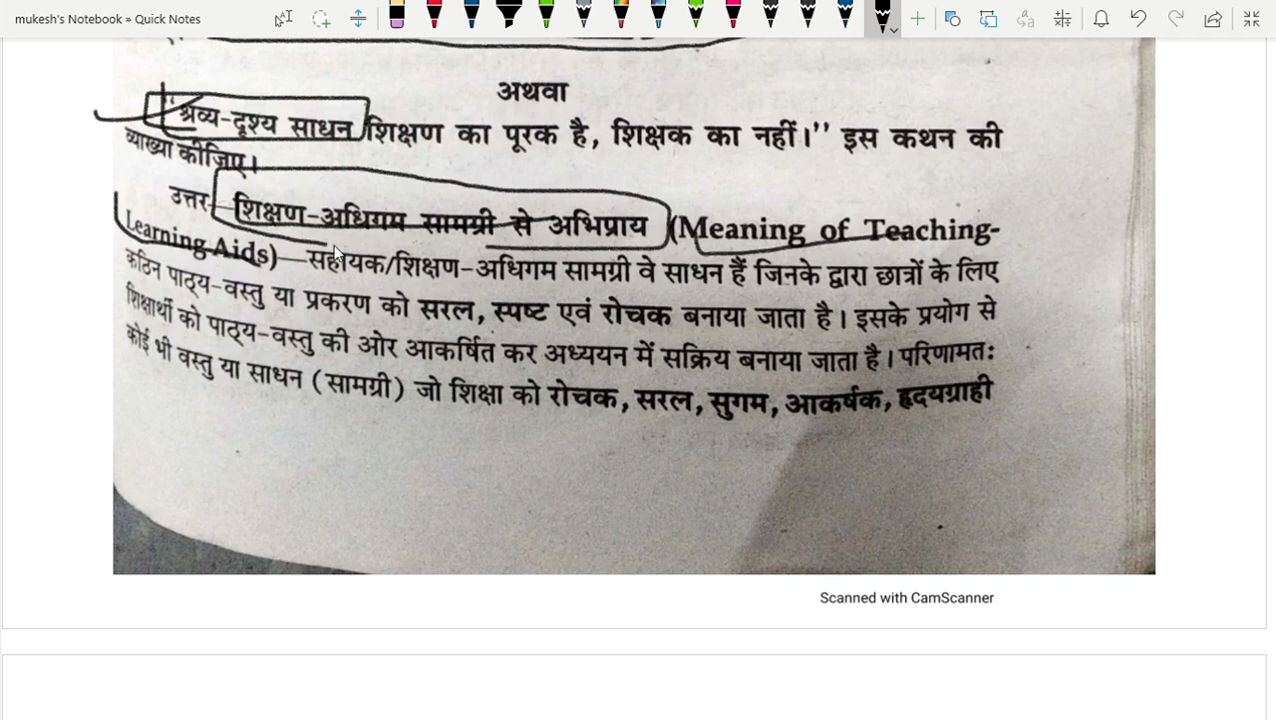 mukesh's Notebook » Quick Notes
अथवा
"श्रव्य-दृश्य साधन शिक्षण का पूरक है, शिक्षक का नहीं।'' इस कथन की
व्याख्या कीजिए।
उत्तर- शिक्षण-अधिगम सामग्री से अभिप्राय (Meaning of Teaching-
Learning Aids)—सहायक/शिक्षण-अधिगम सामग्री वे साधन हैं जिनके द्वारा छात्रों के लिए
कठिन पाठ्य-वस्तु या प्रकरण को सरल, स्पष्ट एवं रोचक बनाया जाता है। इसके प्रयोग से
शिक्षार्थी को पाठ्य-वस्तु की ओर आकर्षित कर अध्ययन में सक्रिय बनाया जाता है। परिणामतः
कोई भी वस्तु या साधन (सामग्री) जो शिक्षा को रोचक, सरल, सुगम, आकर्षक, हृदयग्राही
Scanned with CamScanner